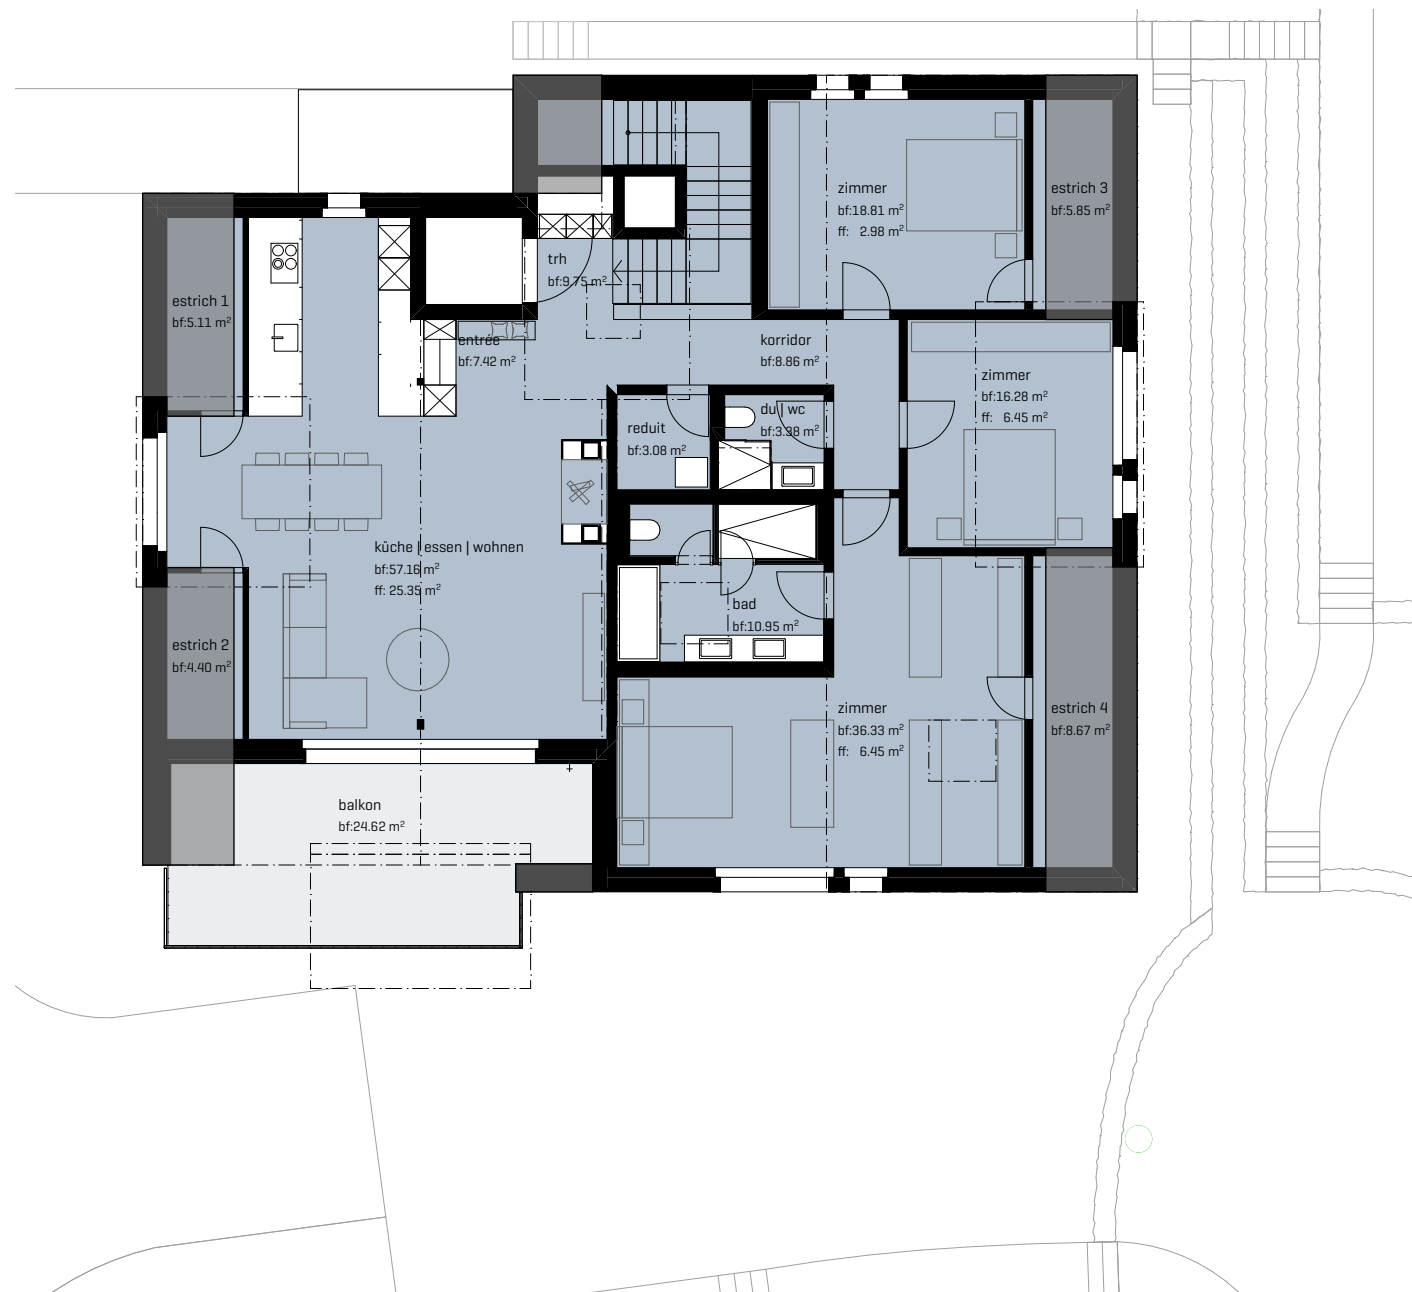 zimmer
bf:18.81 m²
ff: 2.98 m²
estrich 3
bf:5.85 m²
trh
bf:9.75 m²
estrich 1
bf:5.11 m²
entrée
bf:7.42 m²
korridor
bf:8.86 m²
zimmer
bf:16.28 m²
ff: 6.45 m²
du | wc
bf:3.38 m²
reduit
bf:3.08 m²
küche | essen | wohnen
bf:57.16 m²
ff: 25.35 m²
bad
bf:10.95 m²
estrich 2
bf:4.40 m²
zimmer
bf:36.33 m²
ff: 6.45 m²
estrich 4
bf:8.67 m²
balkon
bf:24.62 m²